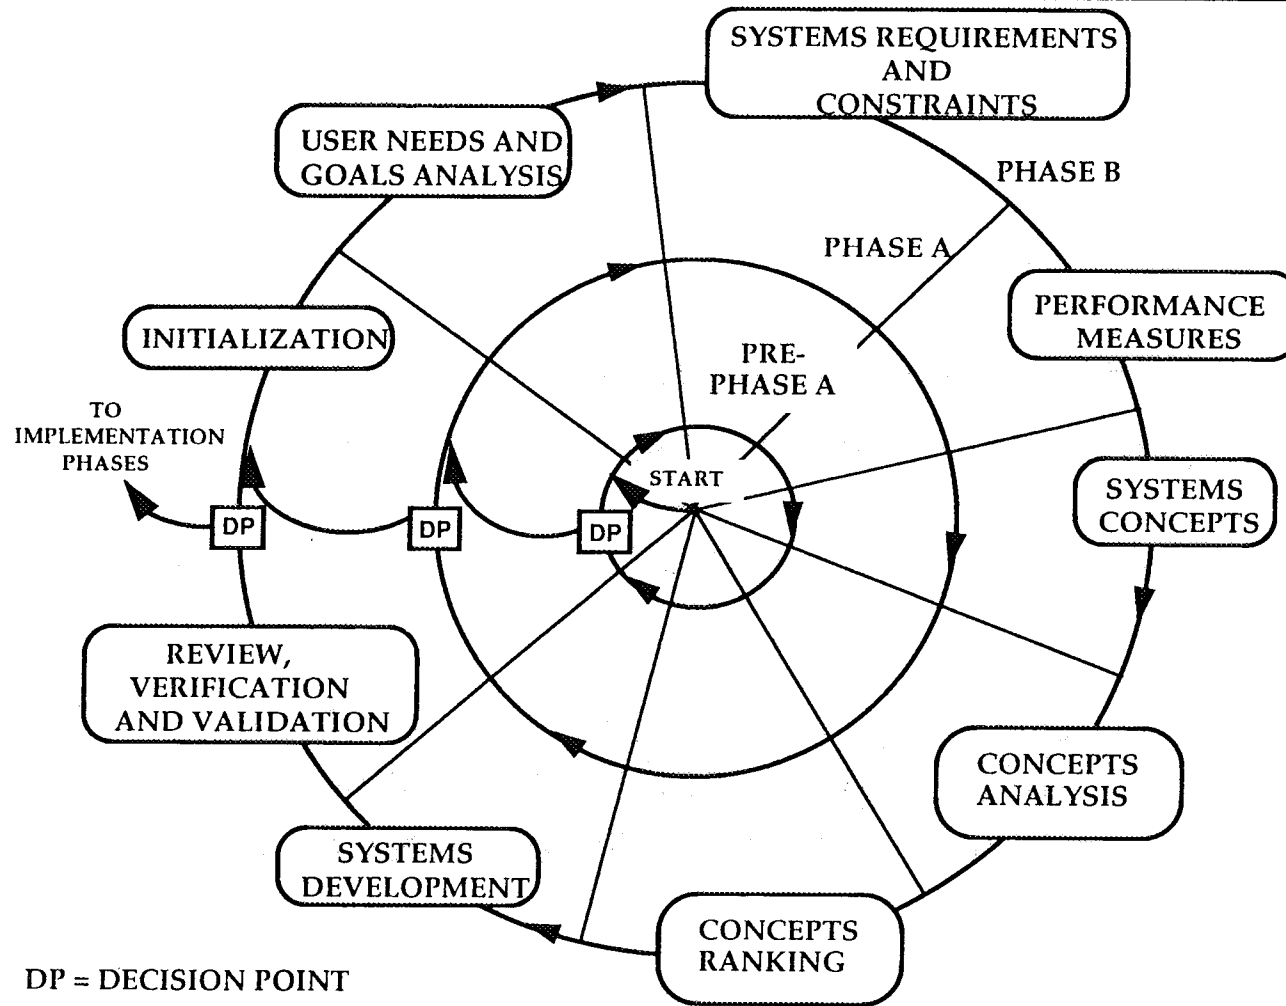 SYSTEMS REQUIREMENTS
AND
CONSTRAINTS
USER NEEDS AND
GOALS ANALYSIS
PHASE B
PHASE A
INITIALIZATION
PERFORMANCE
MEASURES
PRE-
PHASE A
TO
IMPLEMENTATION
PHASES
START
SYSTEMS
CONCEPTS
DP
DP
DP
REVIEW,
VERIFICATION
AND VALIDATION
CONCEPTS
ANALYSIS
SYSTEMS
DEVELOPMENT
CONCEPTS
RANKING
DP = DECISION POINT